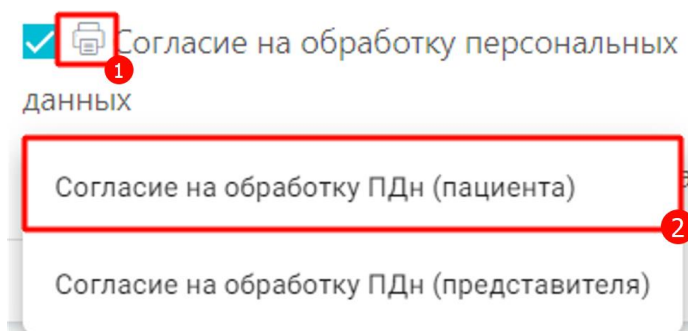 Согласие на обработку персональных
1
данных
Согласие на обработку ПДн (пациента)
2
Согласие на обработку ПДн (представителя)